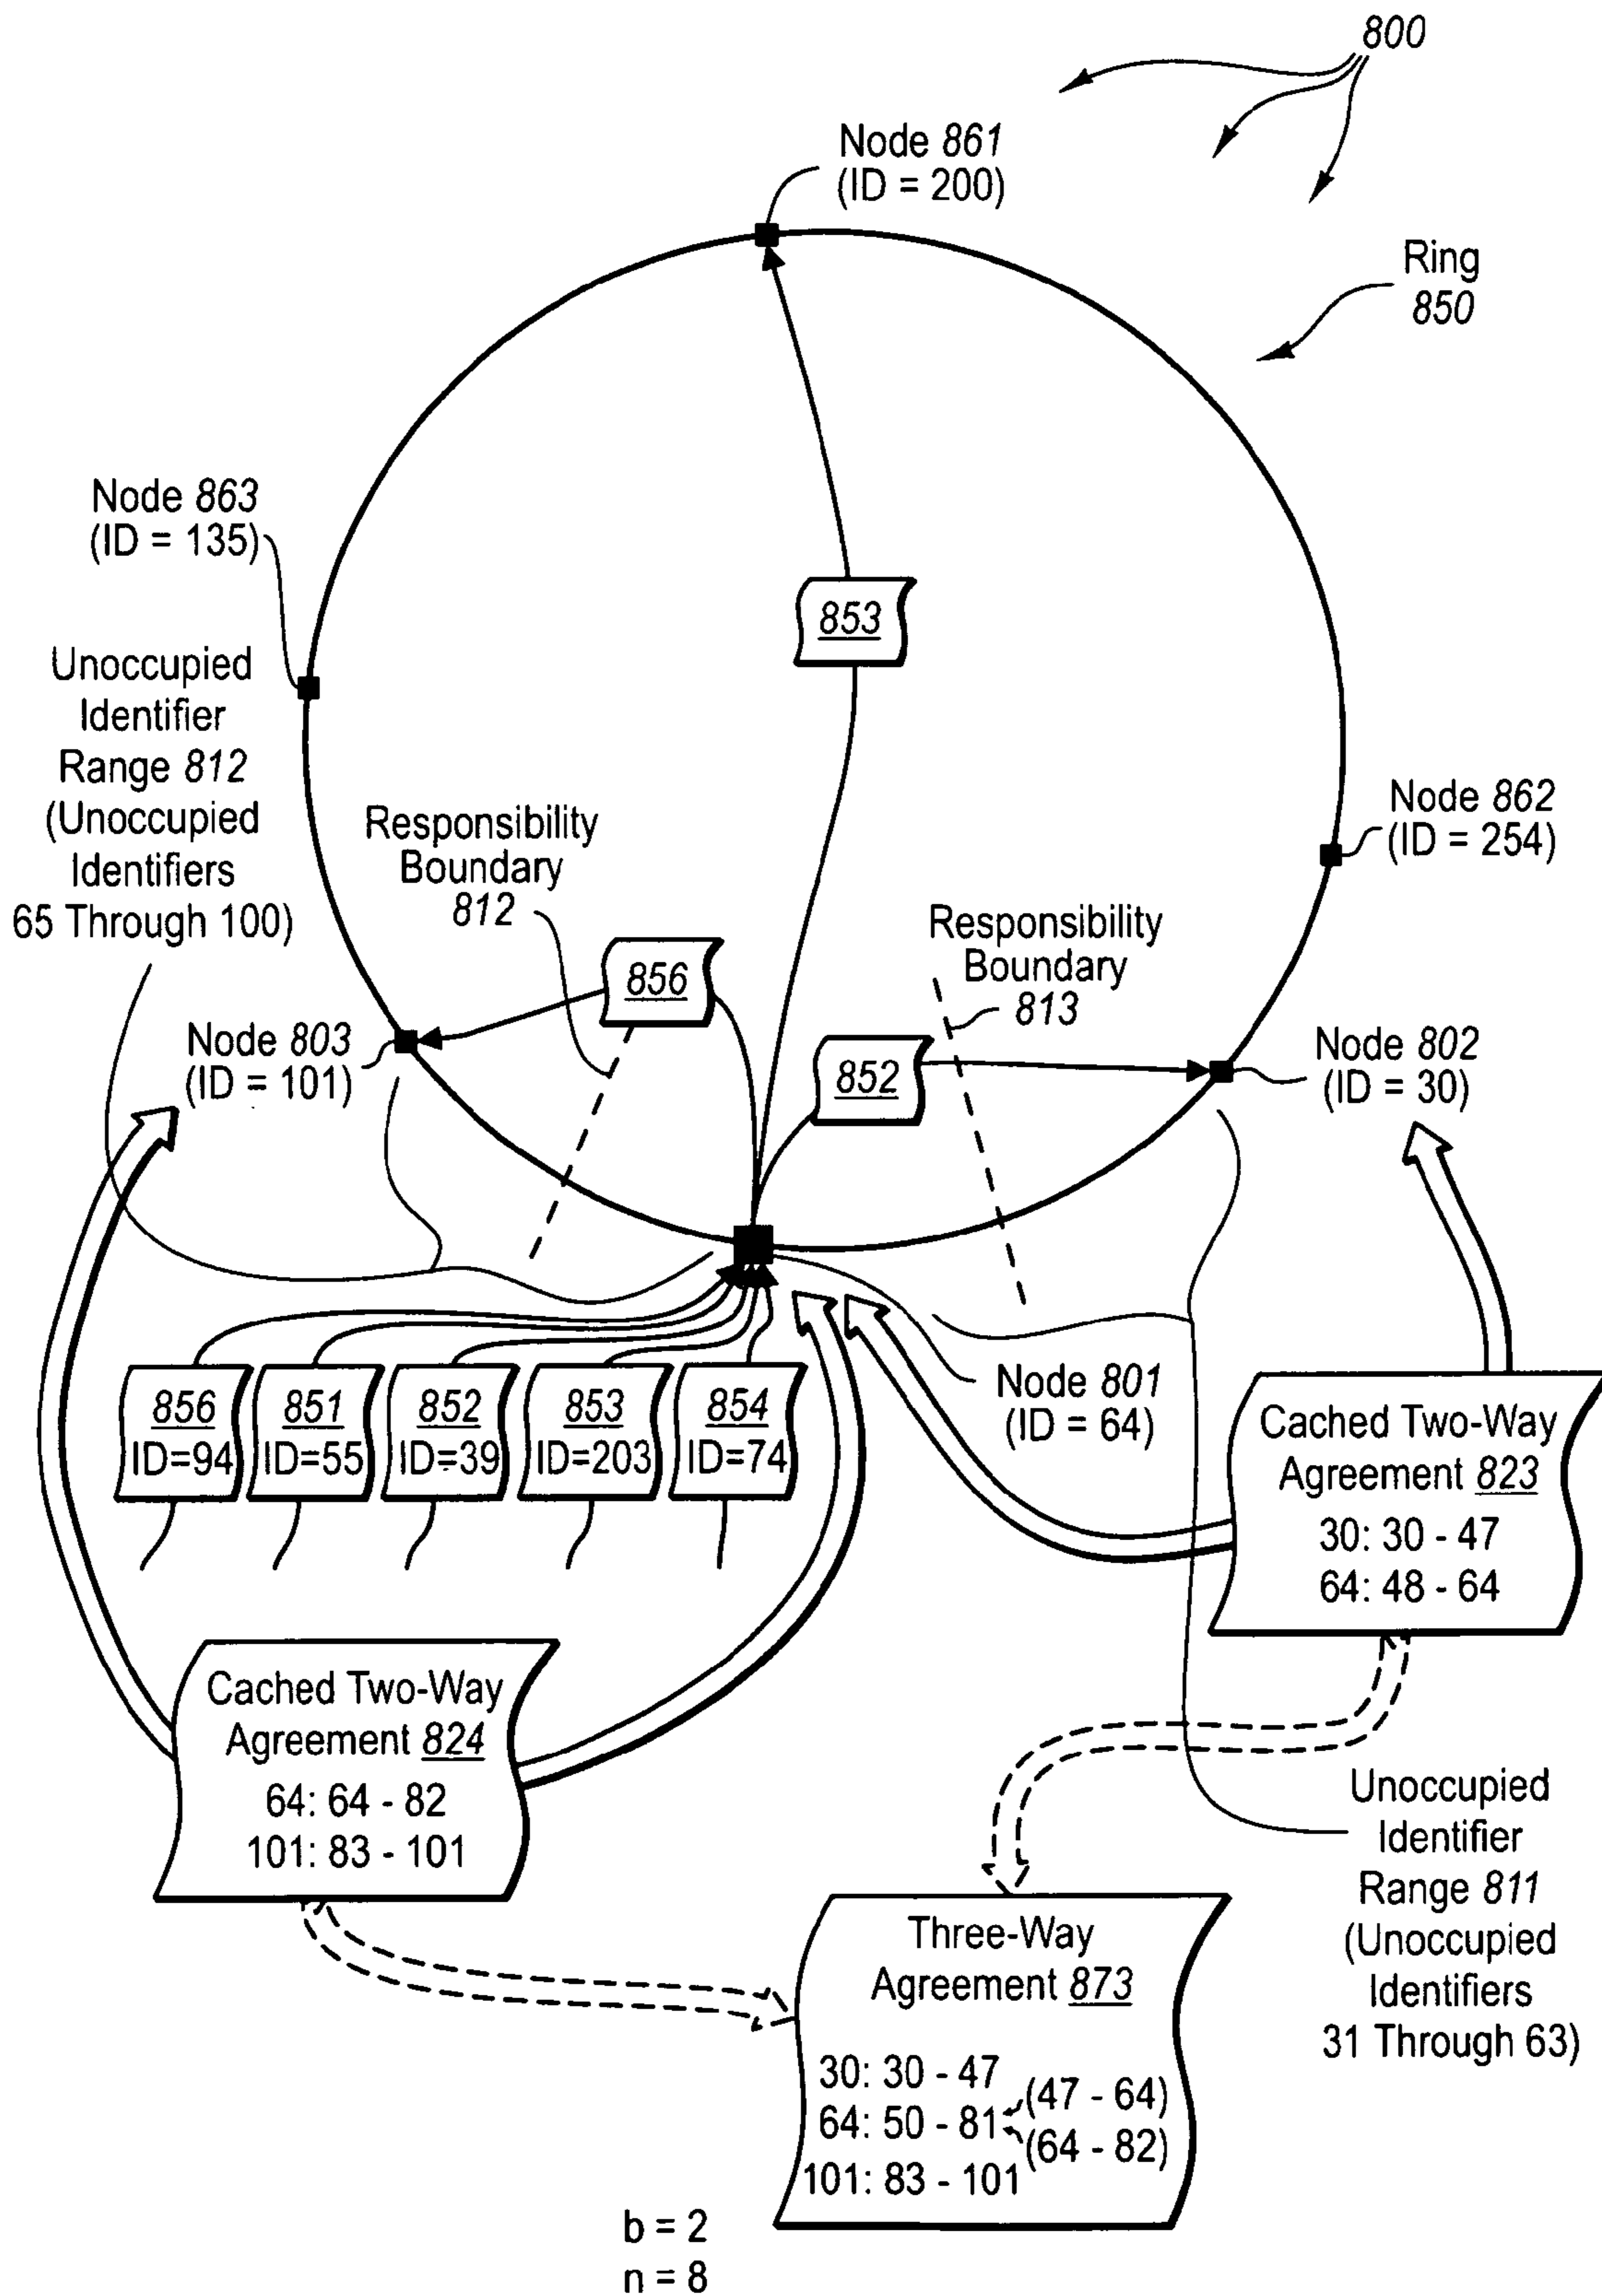 800
Node 861
(ID = 200)
Ring
850
Node 863
(ID = 135)
853
Unoccupied
Identifier
Range 812
(Unoccupied
Identifiers
65 Through 100)
Node 862
(ID = 254)
Responsibility
Boundary
812
Responsibility
Boundary
813
856
852
Node 803
(ID = 101)
Node 802
(ID = 30)
856
ID=94
851
ID=55
852
ID=39
853
ID=203
854
ID=74
Node 801
(ID = 64)
Cached Two-Way
Agreement 823
30: 30 - 47
64: 48 - 64
Cached Two-Way
Agreement 824
64: 64 - 82
101: 83 - 101
Unoccupied
Identifier
Range 811
(Unoccupied
Identifiers
31 Through 63)
Three-Way
Agreement 873
30: 30 - 47
(47 - 64)
64: 50 - 81
(64 - 82)
101: 83 - 101
b = 2
n = 8